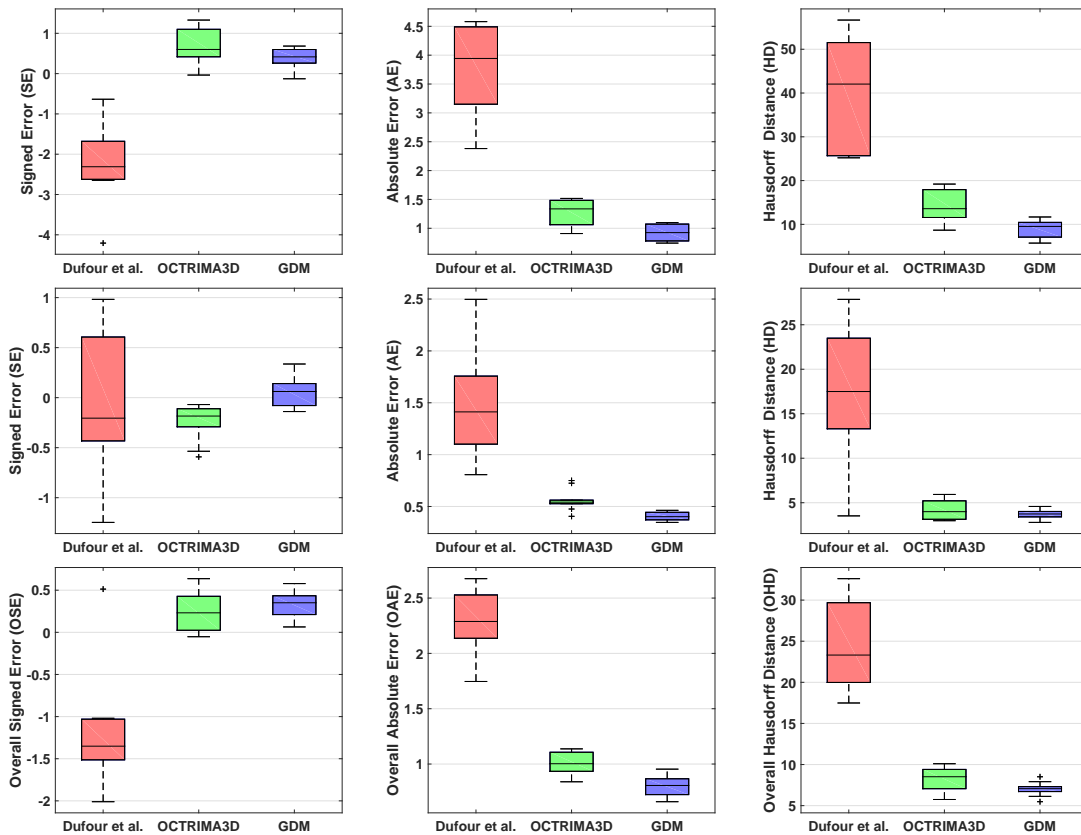 Signed Error (SE)
1
0
-1
-2
-3
-4
Dufour et al.
OCTRIMA3D
GDM
Absolute Error (AE)
4.5
4
3.5
3
2.5
2
1.5
1
Dufour et al.
OCTRIMA3D
GDM
Hausdorff Distance (HD)
50
40
30
20
10
Dufour et al.
OCTRIMA3D
GDM
Signed Error (SE)
1
0.5
0
-0.5
-1
Dufour et al.
OCTRIMA3D
GDM
Absolute Error (AE)
2.5
2
1.5
1
0.5
Dufour et al.
OCTRIMA3D
GDM
Hausdorff Distance (HD)
25
20
15
10
5
Dufour et al.
OCTRIMA3D
GDM
Overall Signed Error (OSE)
0.5
0
-0.5
-1
-1.5
-2
Dufour et al.
OCTRIMA3D
GDM
Overall Absolute Error (OAE)
2.5
2
1.5
1
Dufour et al.
OCTRIMA3D
GDM
Overall Hausdorff Distance (OHD)
30
25
20
15
10
5
Dufour et al.
OCTRIMA3D
GDM